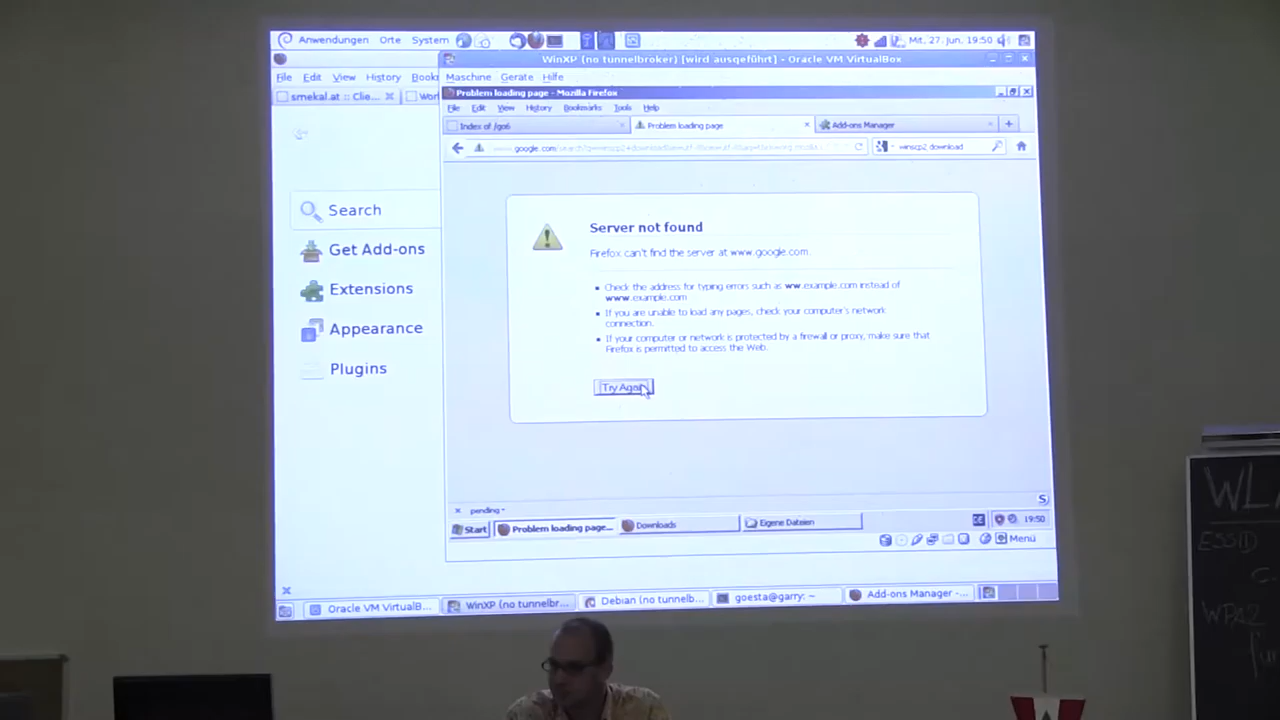 Anwendungen Orte System
Mit, 27. Jun, 19:50
WinXP (no tunnelbroker) [wird ausgeführt] - Oracle VM VirtualBox
File Edit View History Book
Maschine Geräte Hilfe
smekal.at :: Clie...
Problem loading page - Mozilla Firefox
File Edit View History Bookmarks Tools Help
Index of /go6
Problem loading page
Add-ons Manager
winscp2 download
Search
Get Add-ons
Extensions
Appearance
Plugins
Server not found
Firefox can't find the server at www.google.com.
Check the address for typing errors such as ww.example.com instead of
www.example.com
If you are unable to load any pages, check your computer's network
connection.
If your computer or network is protected by a firewall or proxy, make sure that
Firefox is permitted to access the Web.
Try Again
pending
Start
Problem loading page...
Downloads
Eigene Dateien
19:50
Menü
Oracle VM VirtualB...
WinXP (no tunnelbr...
Debian (no tunnelb...
goesta@garry: ~
Add-ons Manager -...
WL
ESSID
WPA2